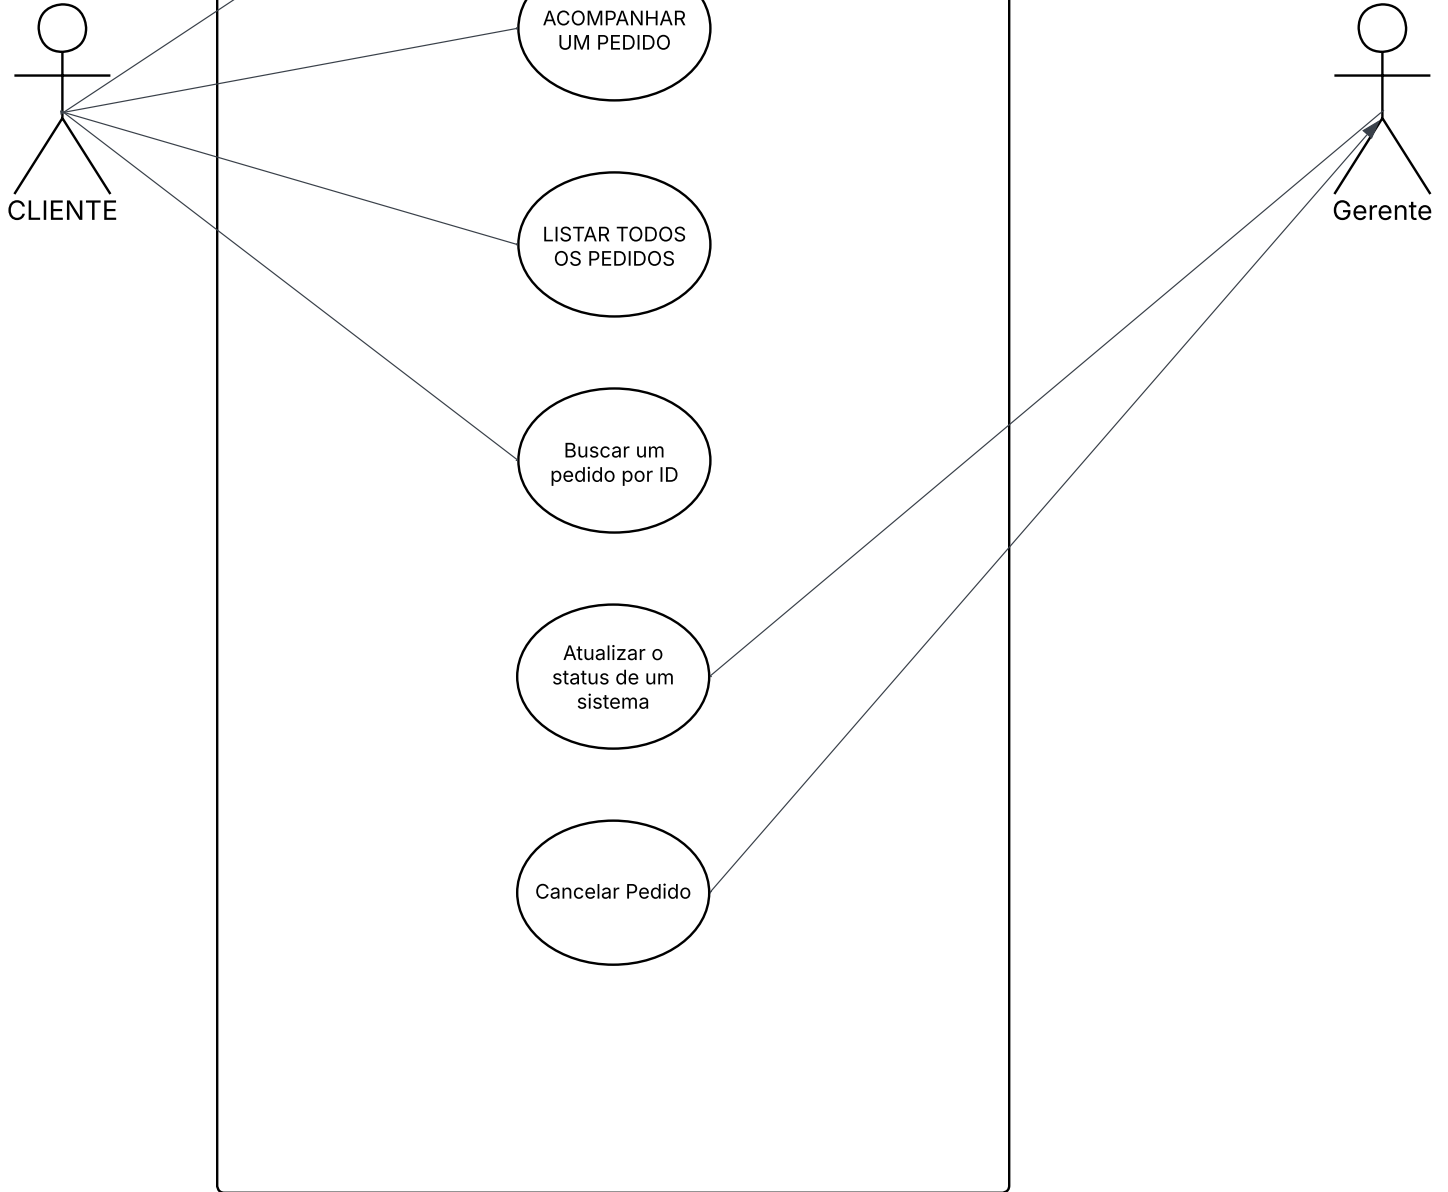 ACOMPANHAR
UM PEDIDO
CLIENTE
Gerente
LISTAR TODOS
OS PEDIDOS
Buscar um
pedido por ID
Atualizar o
status de um
sistema
Cancelar Pedido